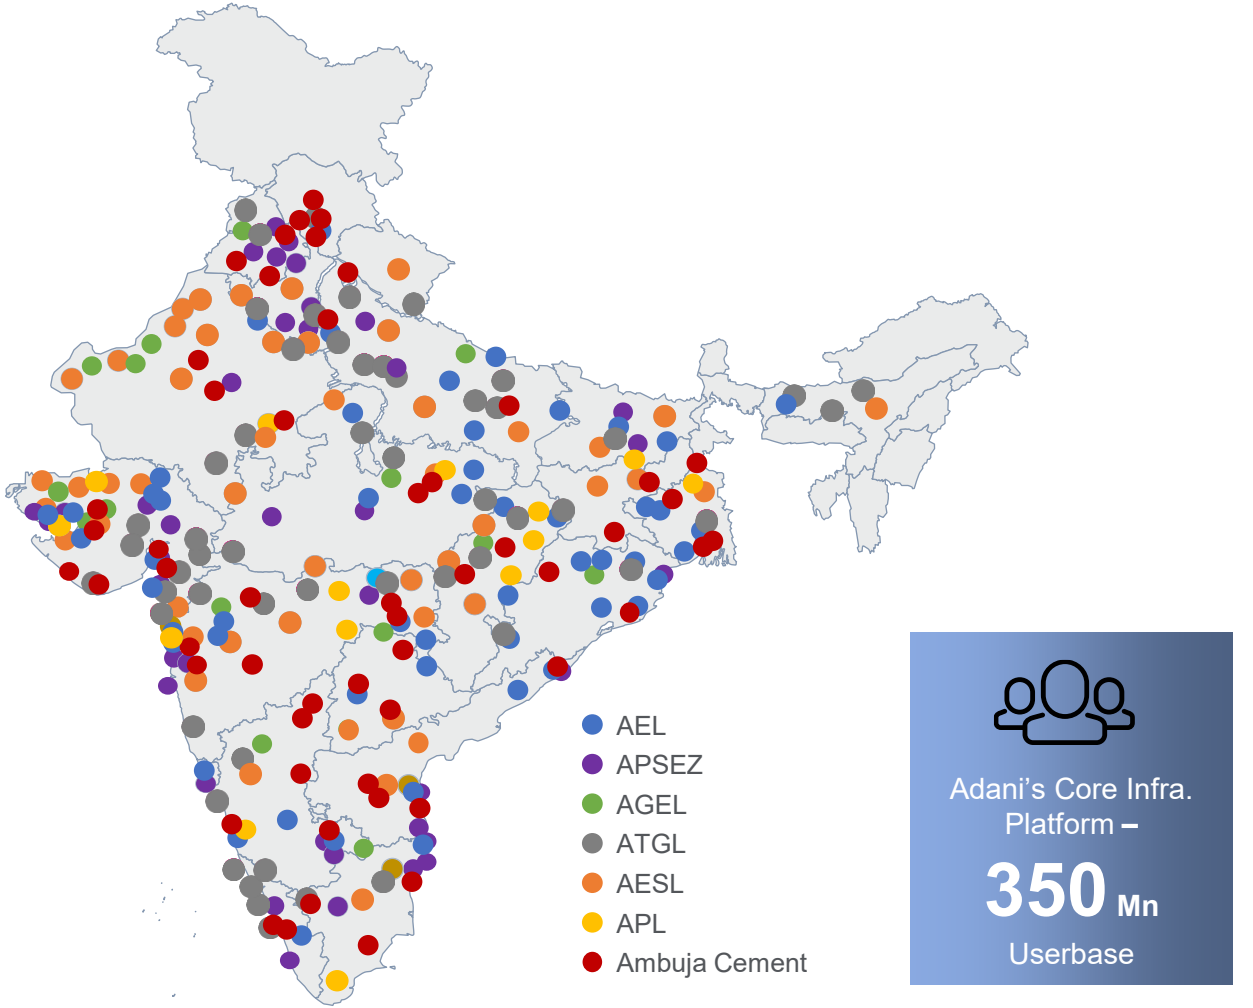 AEL
APSEZ
AGEL
ATGL
AESL
APL
Ambuja Cement
Adani’s Core Infra.
Platform –
350 Mn
Userbase